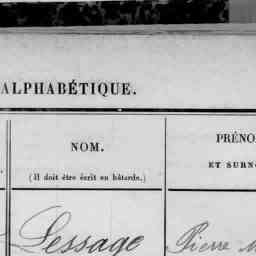 ALPHABÉTIQUE.
NOM.
(Il doit être écrit en bâtarde.)
PRÉNO
ET SURNO
Lessage
Pierre M